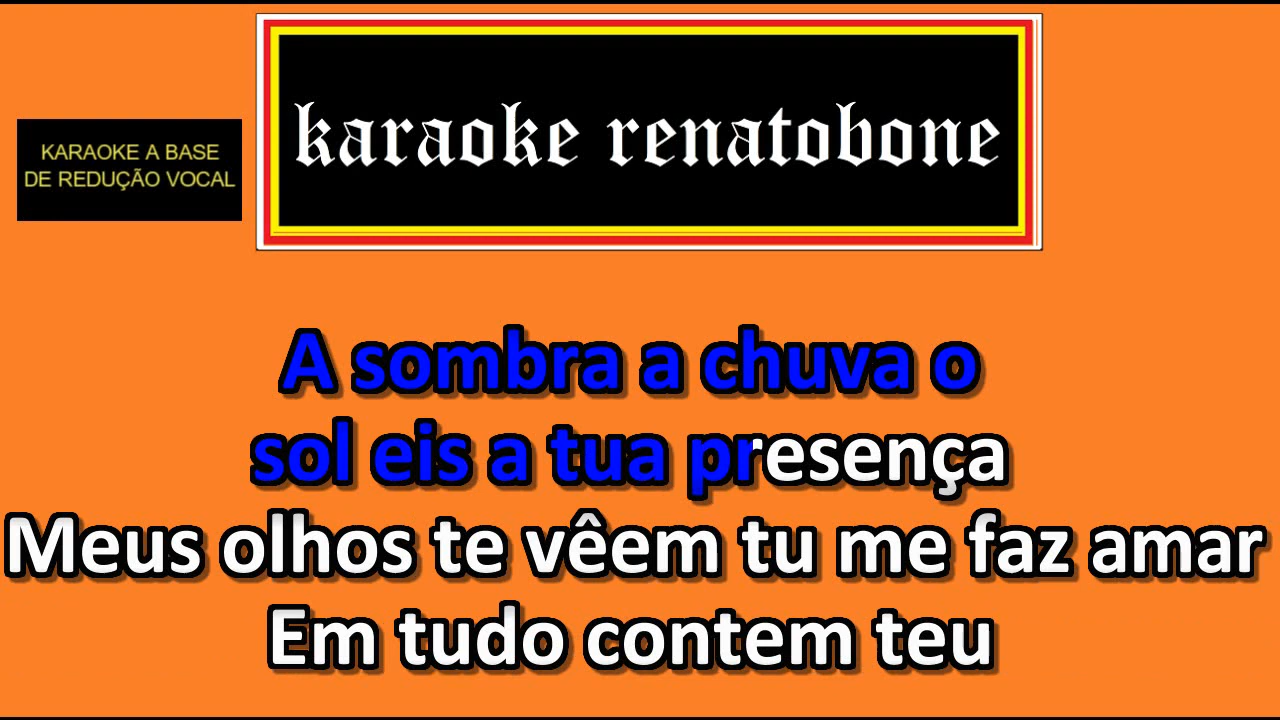 karaoke renatobone
KARAOKE A BASE
DE REDUÇÃO VOCAL
A sombra a chuva o
sol eis a tua presença
Meus olhos te vêem tu me faz amar
Em tudo contem teu